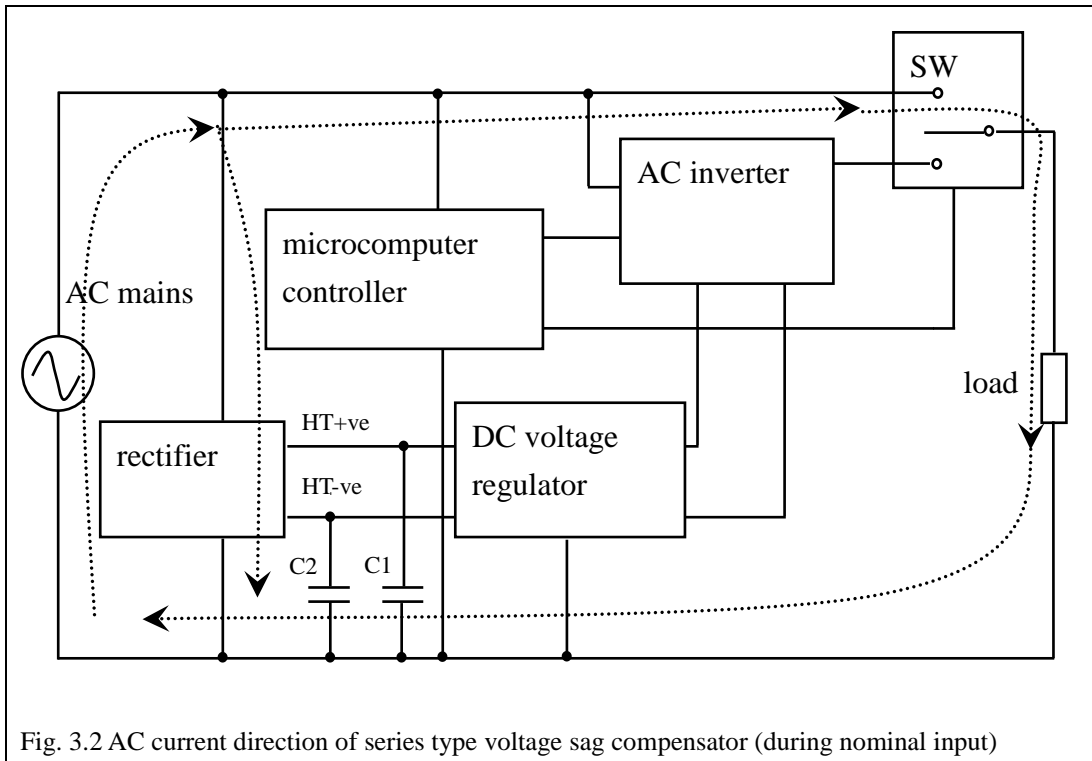 SW
AC inverter
microcomputer
controller
AC mains
load
HT+ve
DC voltage
regulator
rectifier
HT-ve
C2
C1
Fig. 3.2 AC current direction of series type voltage sag compensator (during nominal input)